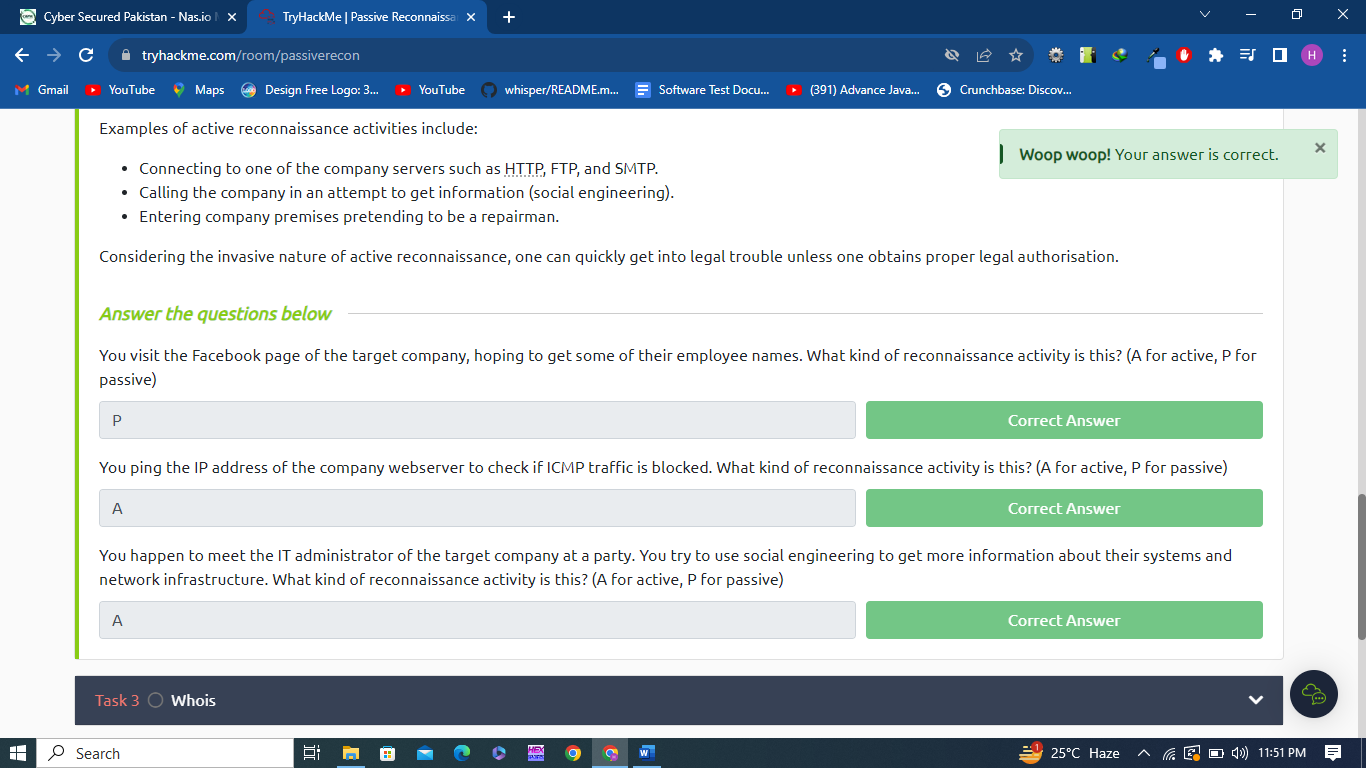 Cyber Secured Pakistan - Nas.io
TryHackMe | Passive Reconnaissa
tryhackme.com/room/passiverecon
H
Gmail YouTube Maps Design Free Logo: 3... YouTube whisper/README.m... Software Test Docu... (391) Advance Java... Crunchbase: Discov...
Examples of active reconnaissance activities include:
Woop woop! Your answer is correct.
• Connecting to one of the company servers such as HTTP, FTP, and SMTP.
• Calling the company in an attempt to get information (social engineering).
• Entering company premises pretending to be a repairman.
Considering the invasive nature of active reconnaissance, one can quickly get into legal trouble unless one obtains proper legal authorisation.
Answer the questions below
You visit the Facebook page of the target company, hoping to get some of their employee names. What kind of reconnaissance activity is this? (A for active, P for
passive)
P
Correct Answer
You ping the IP address of the company webserver to check if ICMP traffic is blocked. What kind of reconnaissance activity is this? (A for active, P for passive)
A
Correct Answer
You happen to meet the IT administrator of the target company at a party. You try to use social engineering to get more information about their systems and
network infrastructure. What kind of reconnaissance activity is this? (A for active, P for passive)
A
Correct Answer
Task 3 Whois
Search
HEX
1
25°C Haze
11:51 PM